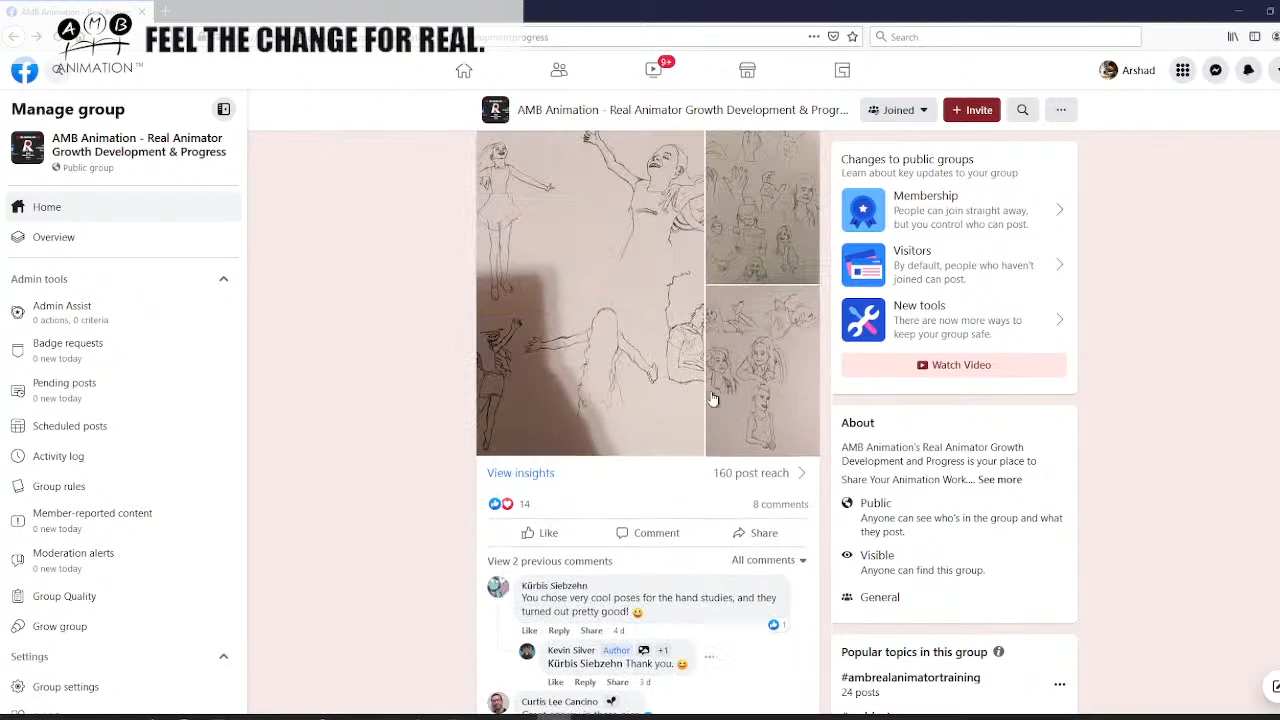 AMB Animation - Real Animator
AMB
ANIMATION™
FEEL THE CHANGE FOR REAL.
lopmentprogress
Search
9+
Arshad
Manage group
AMB Animation - Real Animator
Growth Development & Progress
Public group
Home
Overview
Admin tools
Admin Assist
0 actions, 0 criteria
Badge requests
0 new today
Pending posts
0 new today
Scheduled posts
Activity log
Group rules
Member-reported content
0 new today
Moderation alerts
0 new today
Group Quality
Grow group
Settings
Group settings
AMB Animation - Real Animator Growth Development & Progr...
Joined
+ Invite
View insights
160 post reach
14
8 comments
Like
Comment
Share
View 2 previous comments
All comments
Kürbis Siebzehn
You chose very cool poses for the hand studies, and they
turned out pretty good!
1
Like Reply Share 4 d
Kevin Silver Author +1
Kürbis Siebzehn Thank you.
Like Reply Share 3 d
Curtis Lee Cancino
Changes to public groups
Learn about key updates to your group
Membership
People can join straight away,
but you control who can post.
Visitors
By default, people who haven't
joined can post.
New tools
There are now more ways to
keep your group safe.
Watch Video
About
AMB Animation's Real Animator Growth
Development and Progress is your place to
Share Your Animation Work.... See more
Public
Anyone can see who's in the group and what
they post.
Visible
Anyone can find this group.
General
Popular topics in this group
#ambrealanimatortraining
24 posts